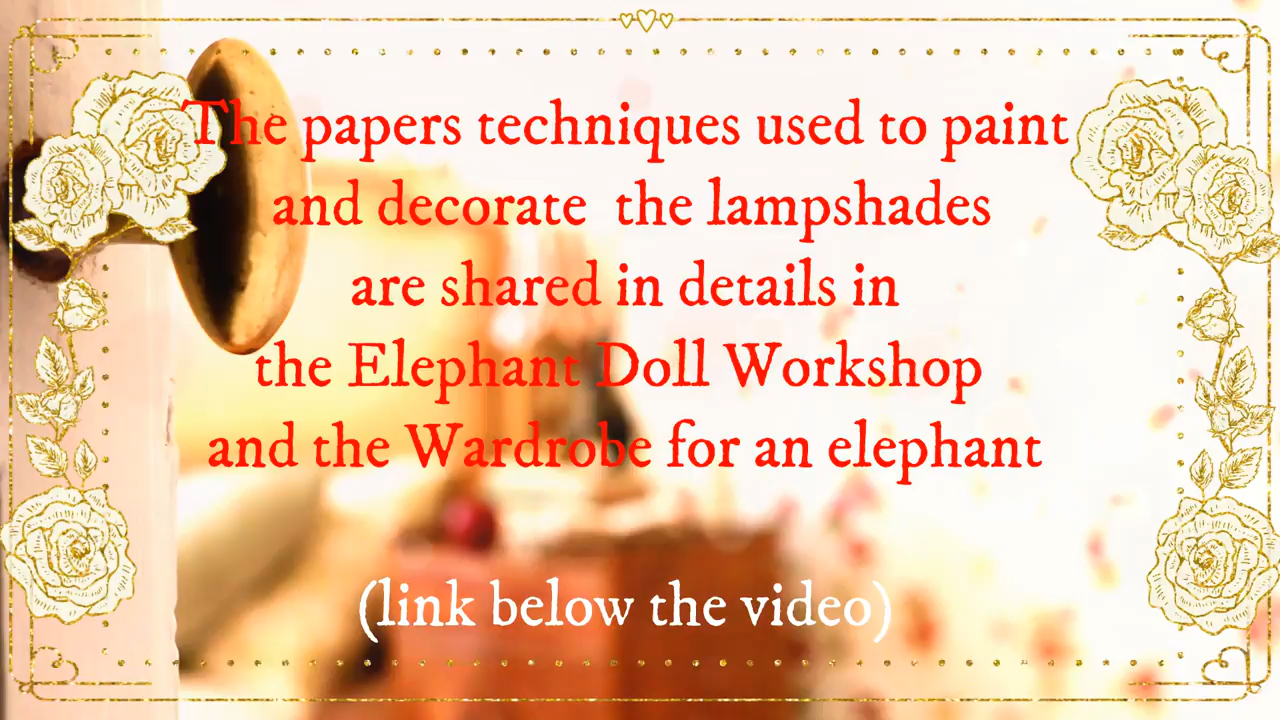 The papers techniques used to paint
and decorate the lampshades
are shared in details in
the Elephant Doll Workshop
and the Wardrobe for an elephant
(link below the video)